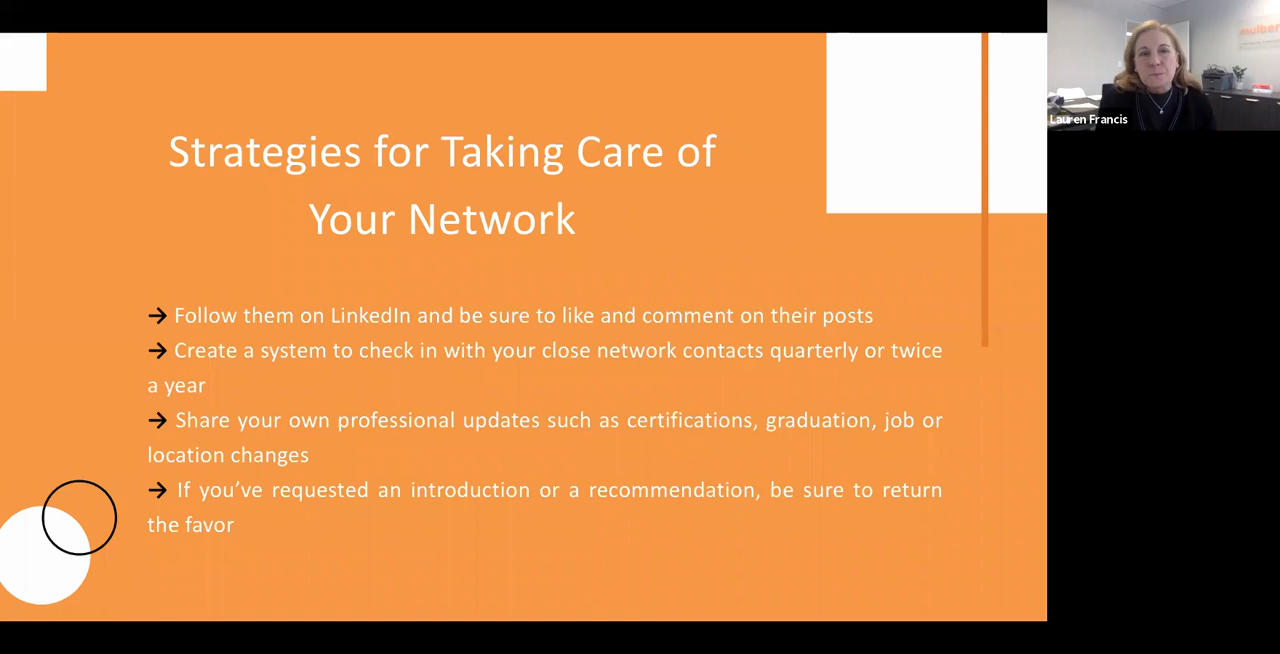 Strategies for Taking Care of
Your Network
→ Follow them on LinkedIn and be sure to like and comment on their posts
→ Create a system to check in with your close network contacts quarterly or twice
a year
→ Share your own professional updates such as certifications, graduation, job or
location changes
→ If you’ve requested an introduction or a recommendation, be sure to return
the favor
Lauren Francis